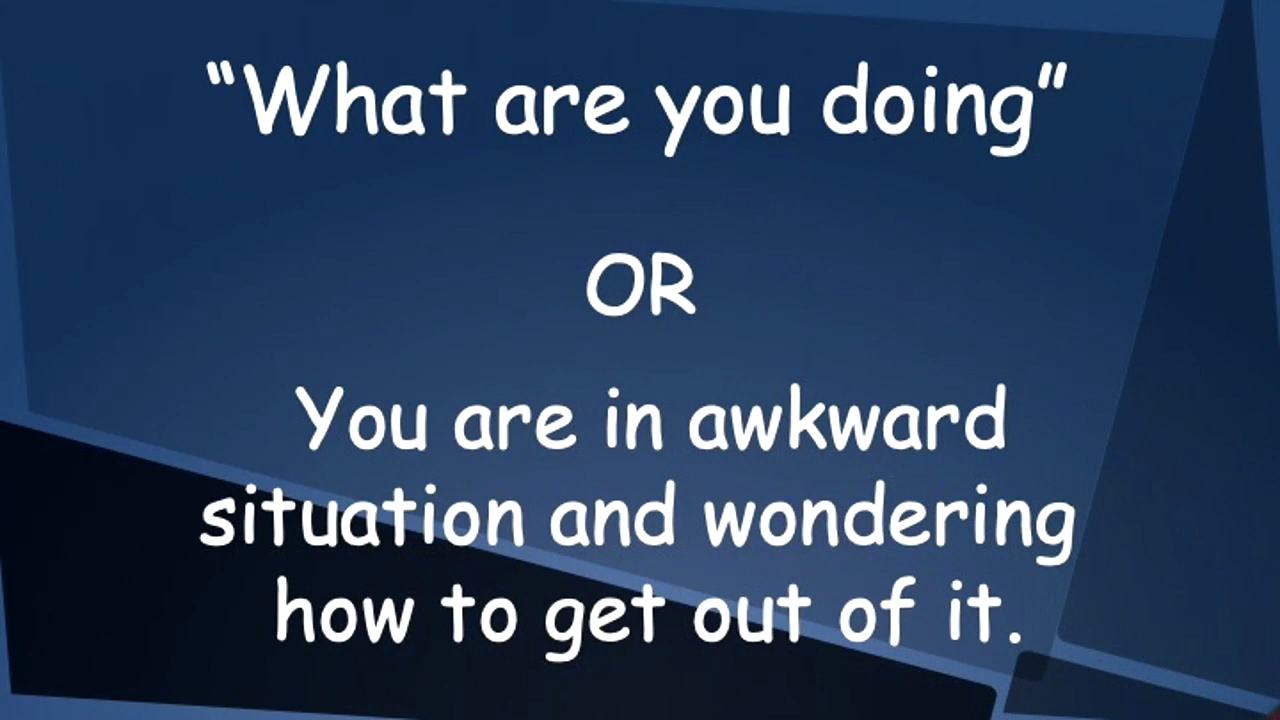 “What are you doing”
OR
You are in awkward
situation and wondering
how to get out of it.